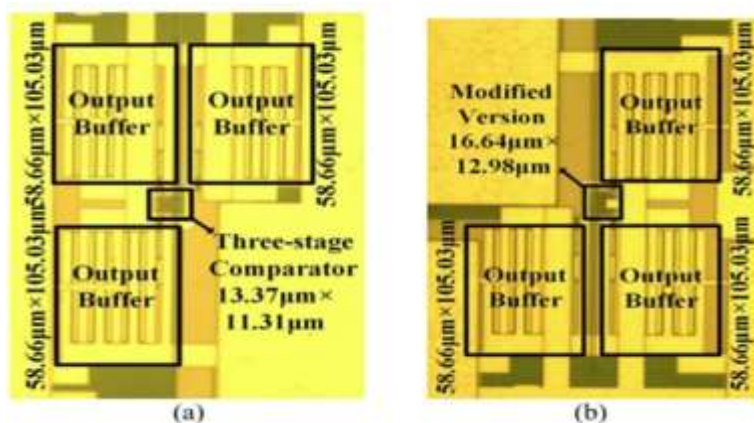 58.66μm×105.03μm
Output
Buffer
Output
Buffer
58.66μm×105.03μm
58.66μm×105.03μm
Output
Buffer
Three-stage
Comparator
13.37μm×
11.31μm
(a)
Modified
Version
16.64μm×
12.98μm
Output
Buffer
58.66μm×105.03μm
58.66μm×105.03μm
Output
Buffer
Output
Buffer
58.66μm×105.03μm
(b)